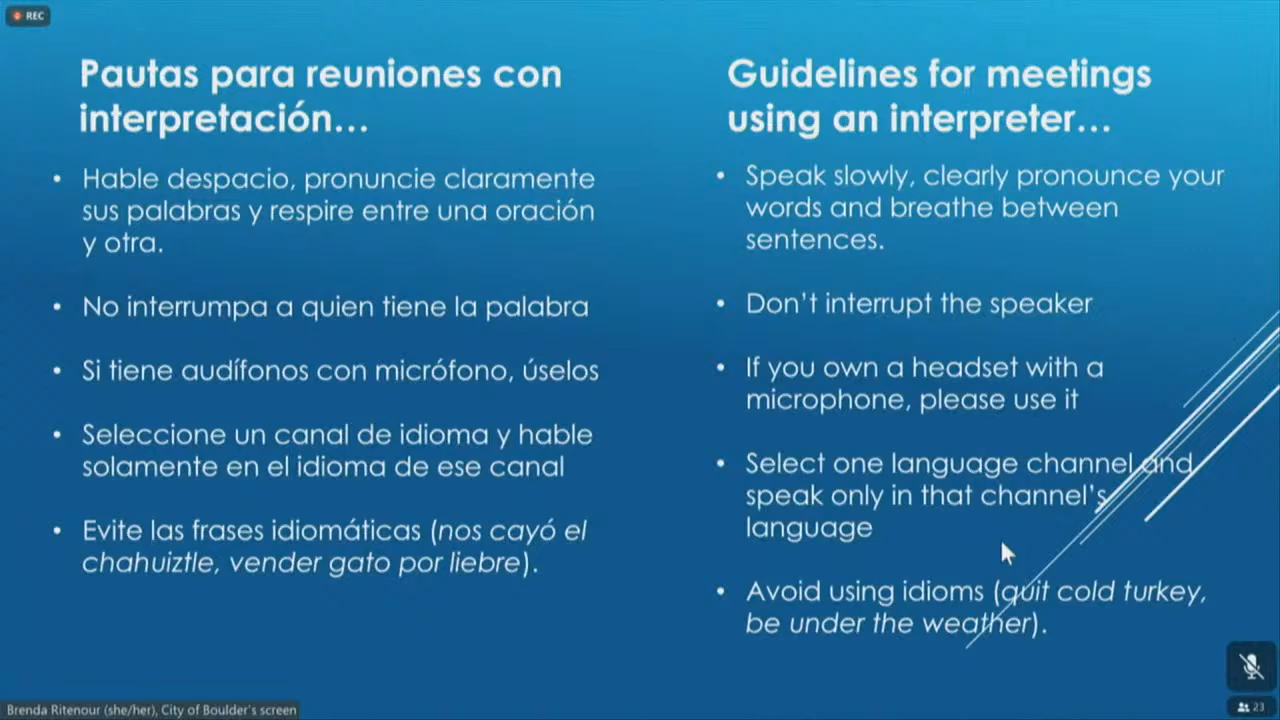 REC
Pautas para reuniones con
interpretación…
• Hable despacio, pronuncie claramente
sus palabras y respire entre una oración
y otra.
• No interrumpa a quien tiene la palabra
• Si tiene audífonos con micrófono, úselos
• Seleccione un canal de idioma y hable
solamente en el idioma de ese canal
• Evite las frases idiomáticas (nos cayó el
chahuiztle, vender gato por liebre).
Guidelines for meetings
using an interpreter…
• Speak slowly, clearly pronounce your
words and breathe between
sentences.
• Don’t interrupt the speaker
• If you own a headset with a
microphone, please use it
• Select one language channel and
speak only in that channel’s
language
• Avoid using idioms (quit cold turkey,
be under the weather).
Brenda Ritenour (she/her), City of Boulder's screen
23